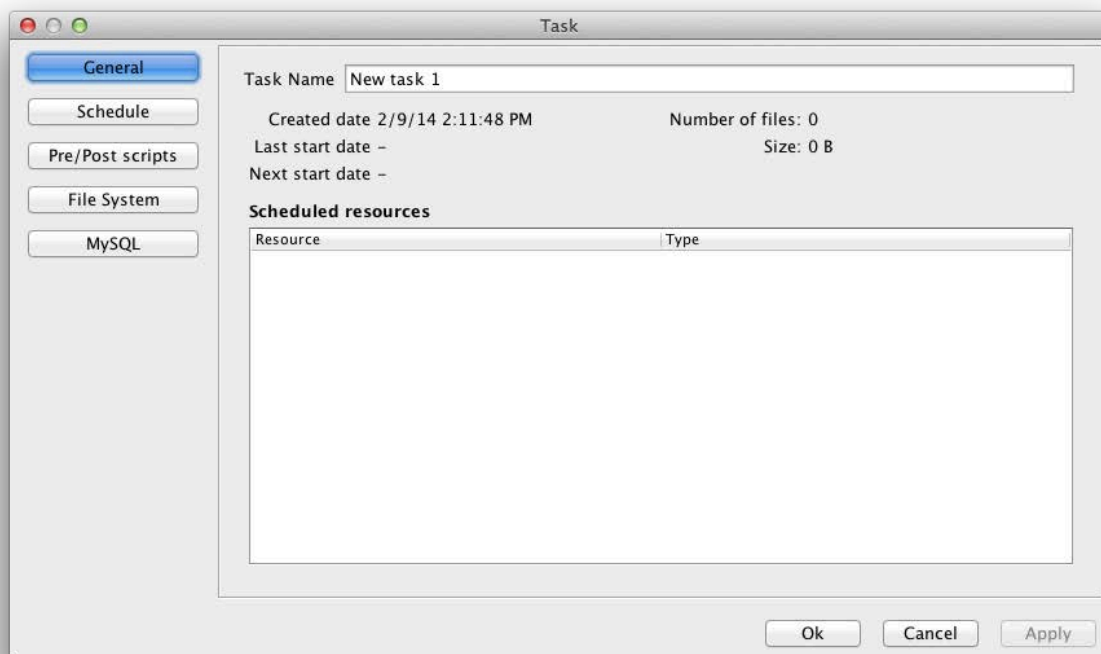 Task
General
Schedule
Pre/Post scripts
File System
MySQL
Task Name New task 1
Created date 2/9/14 2:11:48 PM Number of files: 0
Last start date – Size: 0 B
Next start date –
Scheduled resources
Resource Type
Ok Cancel Apply